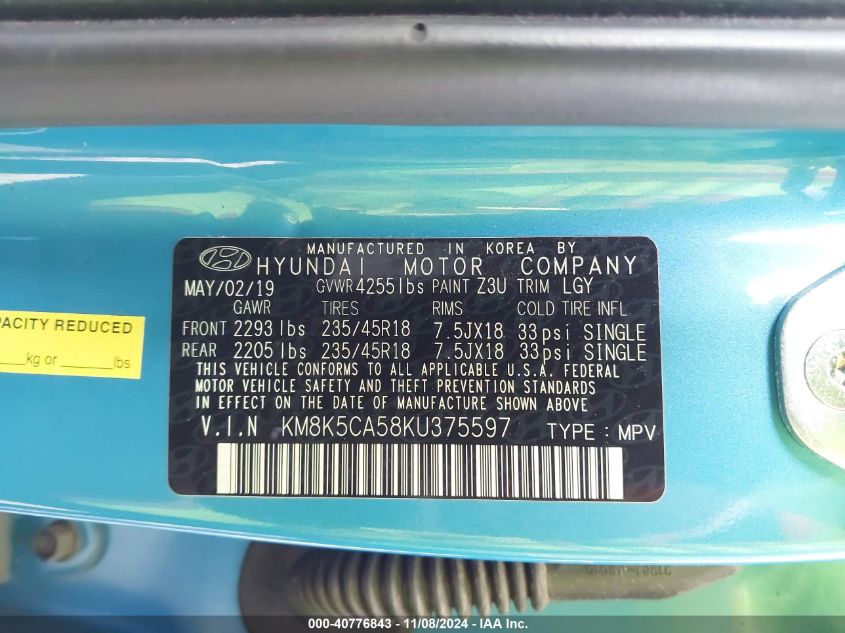 MANUFACTURED IN KOREA BY
HYUNDAI MOTOR COMPANY
MAY/02/19 GVWR 4255lbs PAINT Z3U TRIM LGY
GAWR TIRES RIMS COLD TIRE INFL
FRONT 2293lbs 235/45R18 7.5JX18 33psi SINGLE
REAR 2205lbs 235/45R18 7.5JX18 33psi SINGLE
THIS VEHICLE CONFORMS TO ALL APPLICABLE U.S.A. FEDERAL
MOTOR VEHICLE SAFETY AND THEFT PREVENTION STANDARDS
IN EFFECT ON THE DATE OF MANUFACTURE SHOWN ABOVE
V.I.N KM8K5CA58KU375597 TYPE : MPV
PACITY REDUCED
____kg or ____lbs
000-40776843 - 11/08/2024 - IAA Inc.